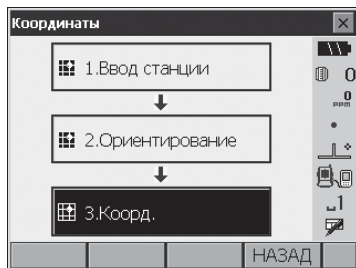 Координаты
1.Ввод станции
2.Ориентирование
3.Коорд.
0
0
PPM
1
НАЗАД